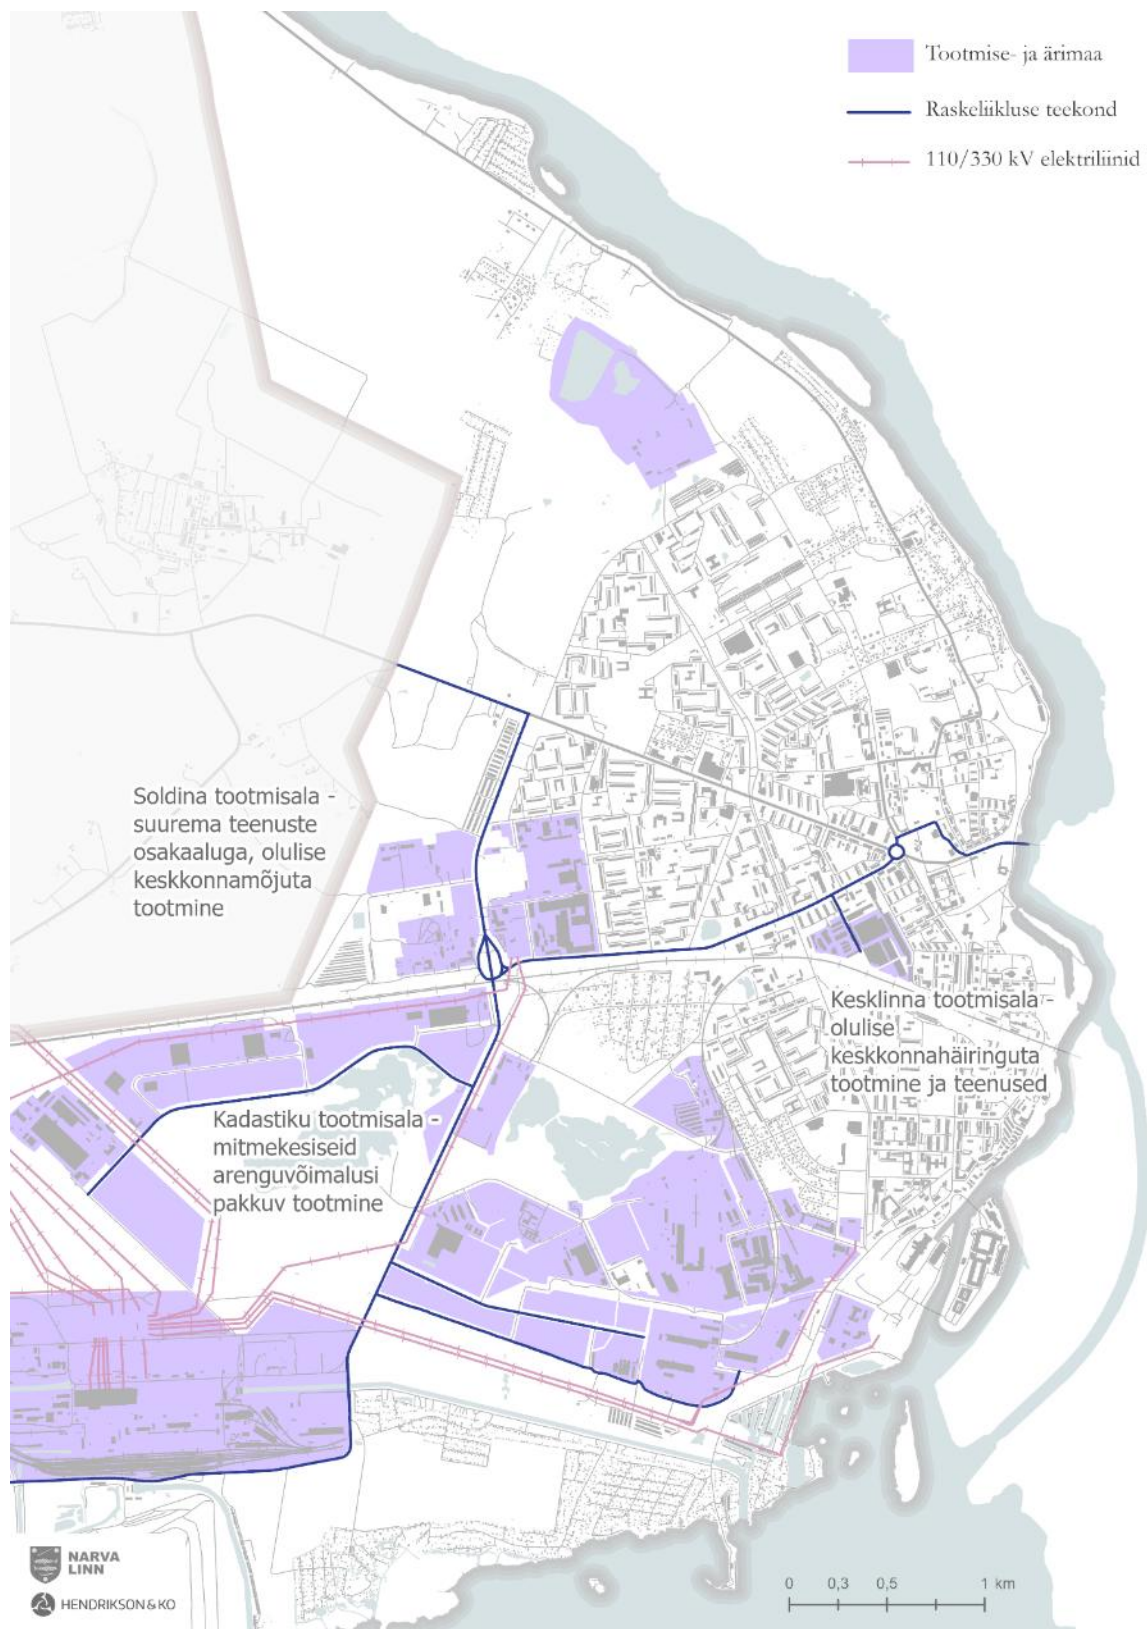 Tootmise- ja ärimaa
Raskeliikluse teekond
110/330 kV elektriliinid
Soldina tootmisala -
suurema teenuste
osakaaluga, olulise
keskkonnamõjuta
tootmine
Kesklinna tootmisala -
olulise
keskkonnahäiringuta
tootmine ja teenused
Kadastiku tootmisala -
mitmekesiseid
arenguvõimalusi
pakkuv tootmine
NARVA
LINN
HENDRIKSON & KO
0 0,3 0,5 1 km